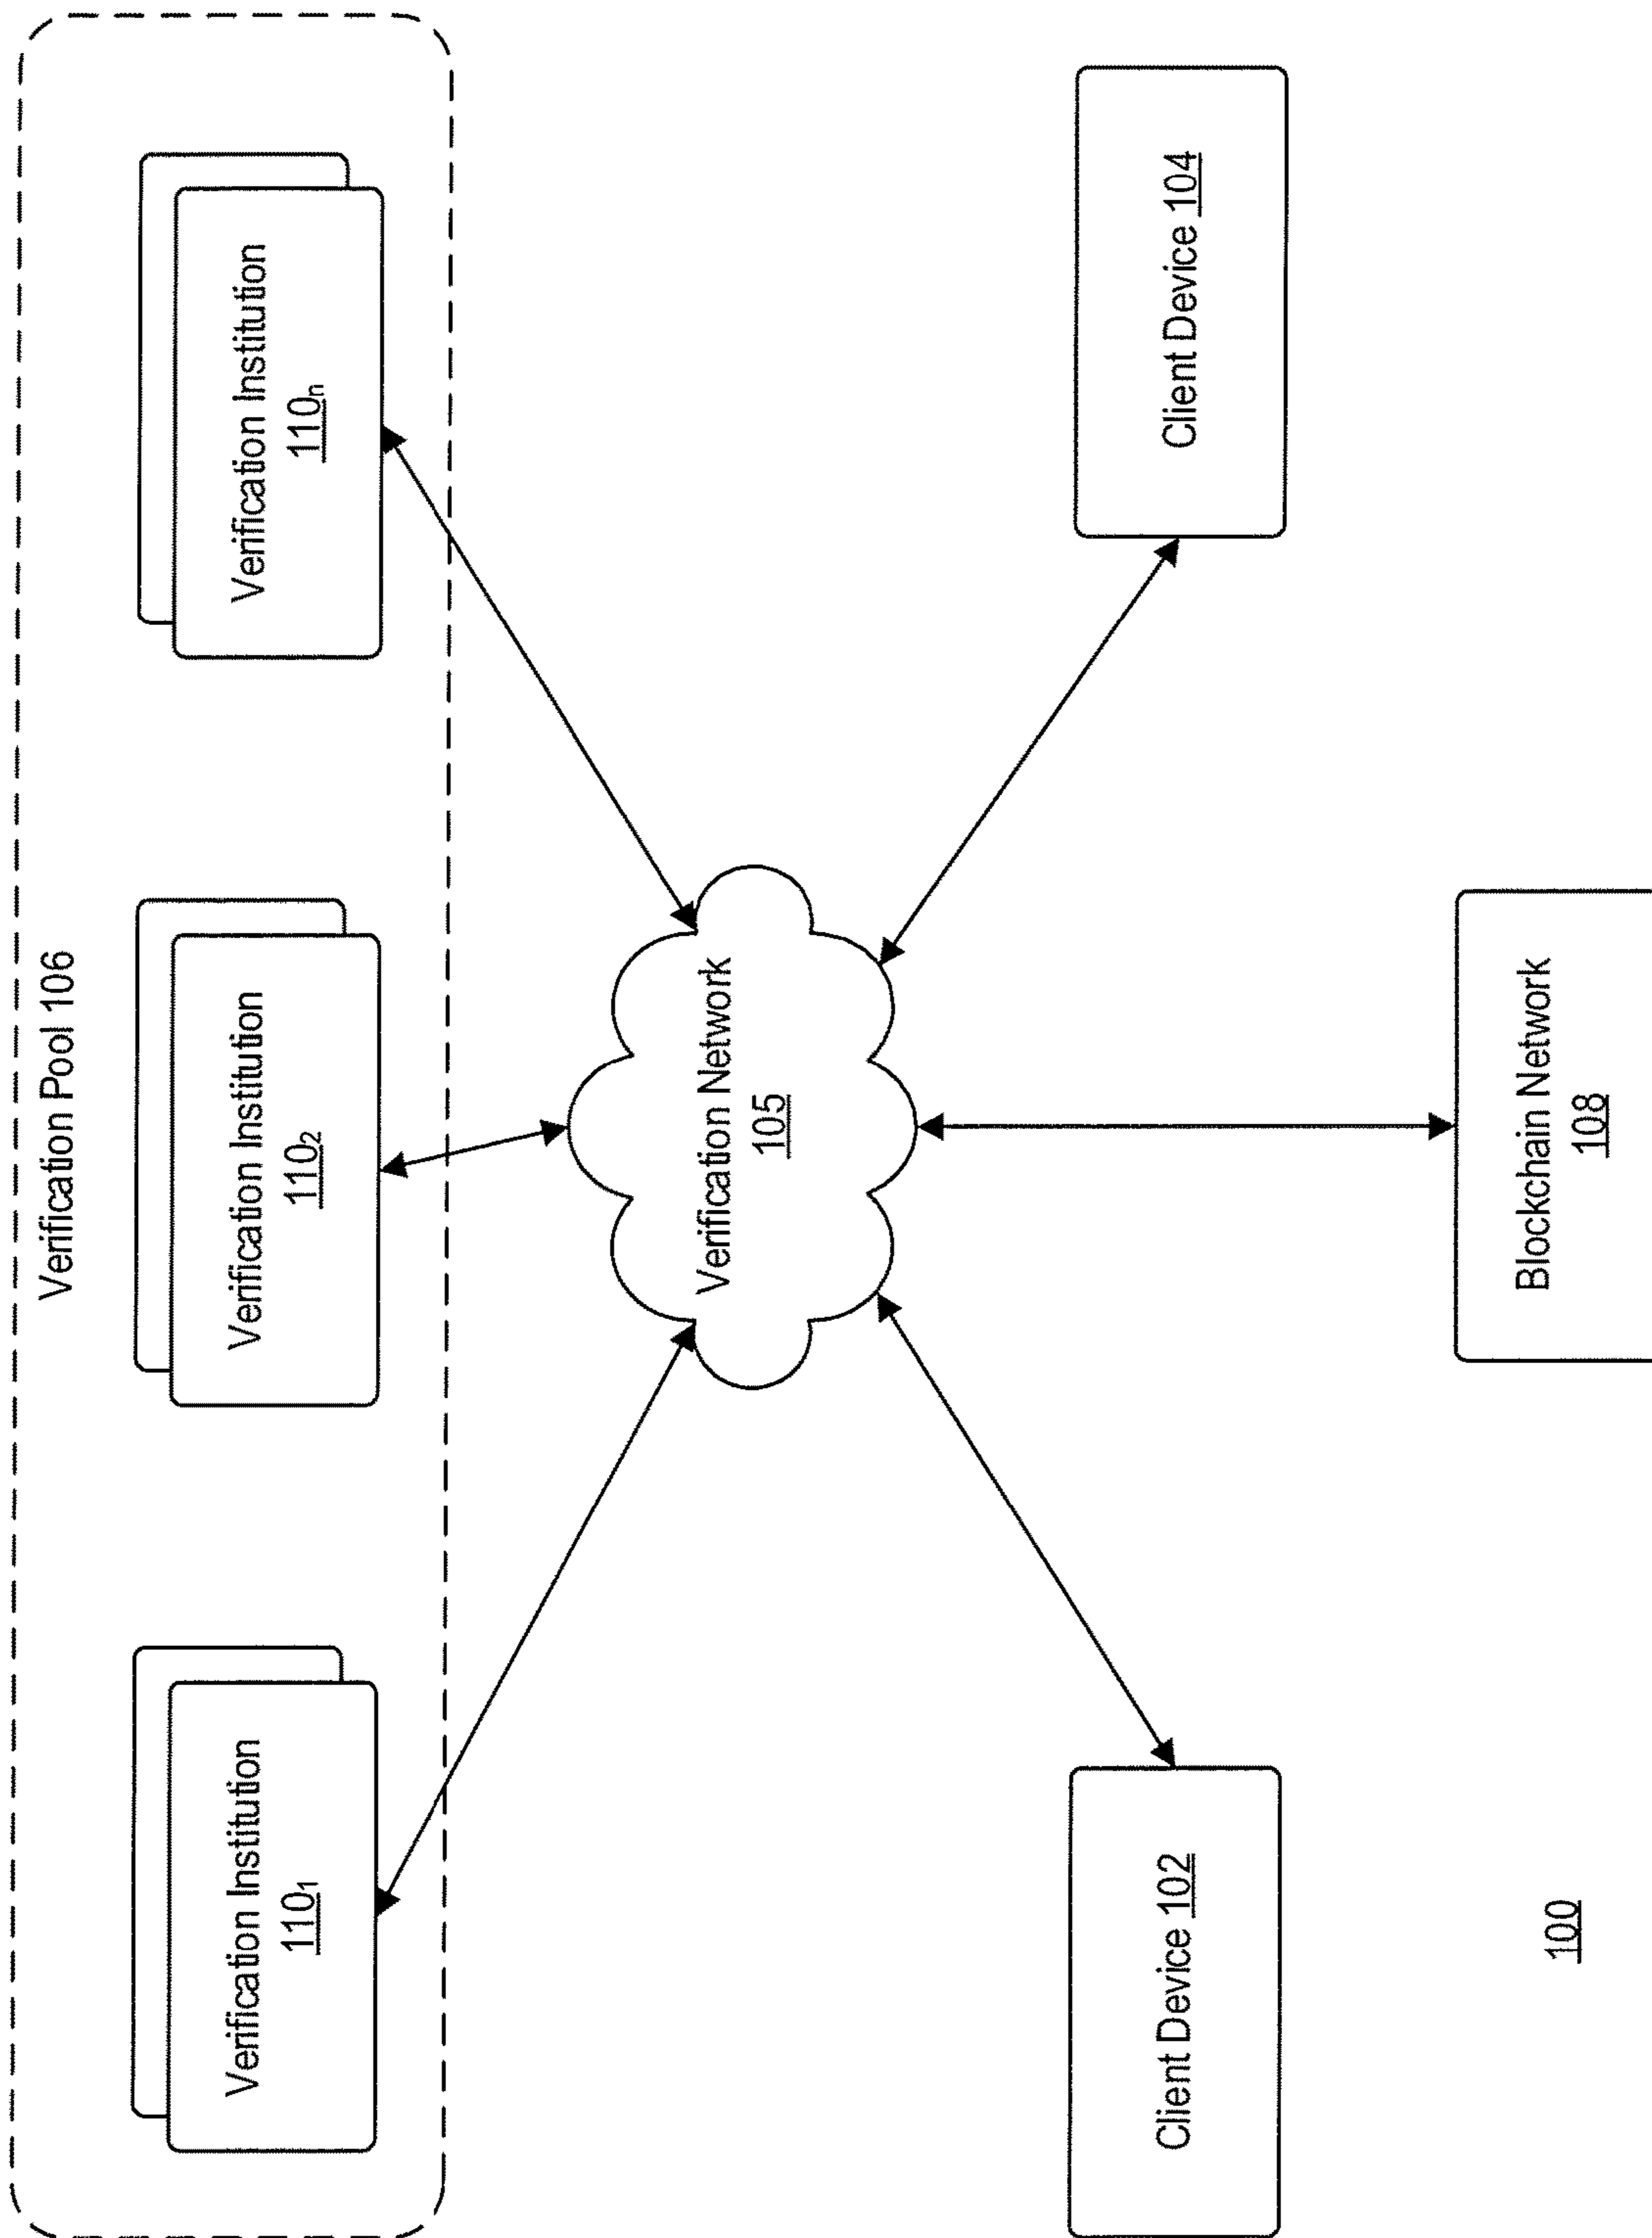 Verification Pool 106
Verification Institution
110₁
Verification Institution
110₂
Verification Institution
110ₙ
Verification Network
105
Client Device 102
Client Device 104
Blockchain Network
108
100